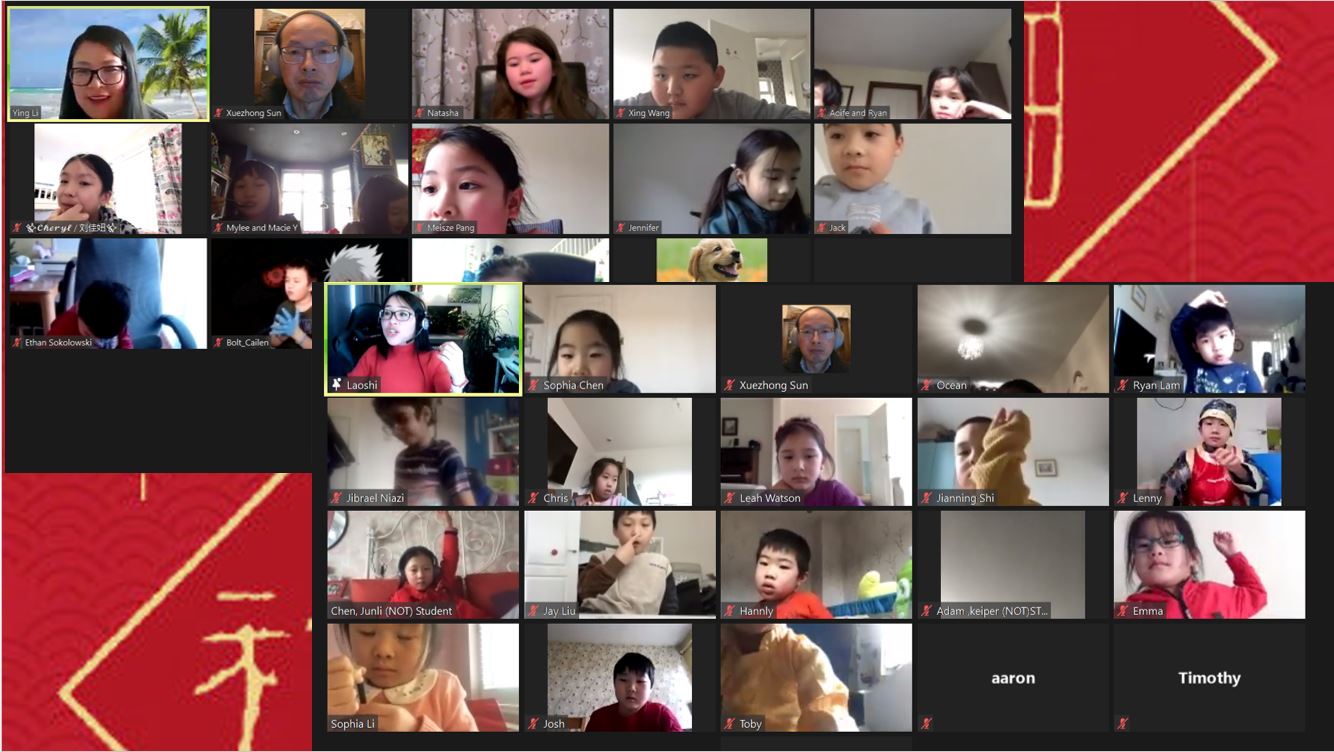 Ying Li
Xuezhong Sun
Natasha
Xing Wang
Aoife and Ryan
🕊𝓒𝓱𝓮𝓻𝔂𝓵 / 刘佳妞🕊
Mylee and Macie Y
Meisze Pang
Jennifer
Jack
Ethan Sokolowski
Bolt_Cailen
Laoshi
Sophia Chen
Xuezhong Sun
Ocean
Ryan Lam
Jibrael Niazi
Chris
Leah Watson
Jianning Shi
Lenny
Chen, Junli (NOT) Student
Jay Liu
Hannly
Adam ,keiper (NOT)ST...
Emma
Sophia Li
Josh
Toby
aaron
Timothy